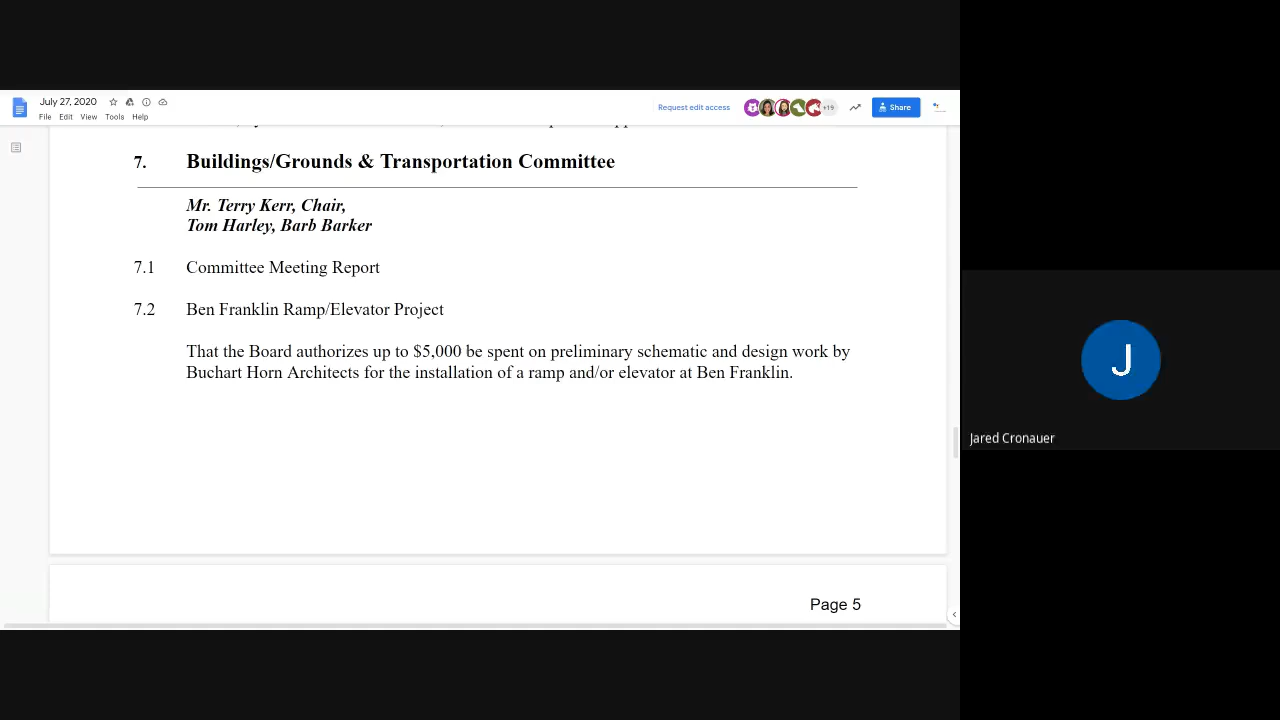 July 27, 2020
File Edit View Tools Help
Request edit access
+19
Share
7. Buildings/Grounds & Transportation Committee
Mr. Terry Kerr, Chair,
Tom Harley, Barb Barker
7.1 Committee Meeting Report
7.2 Ben Franklin Ramp/Elevator Project
That the Board authorizes up to $5,000 be spent on preliminary schematic and design work by
Buchart Horn Architects for the installation of a ramp and/or elevator at Ben Franklin.
Page 5
J
Jared Cronauer